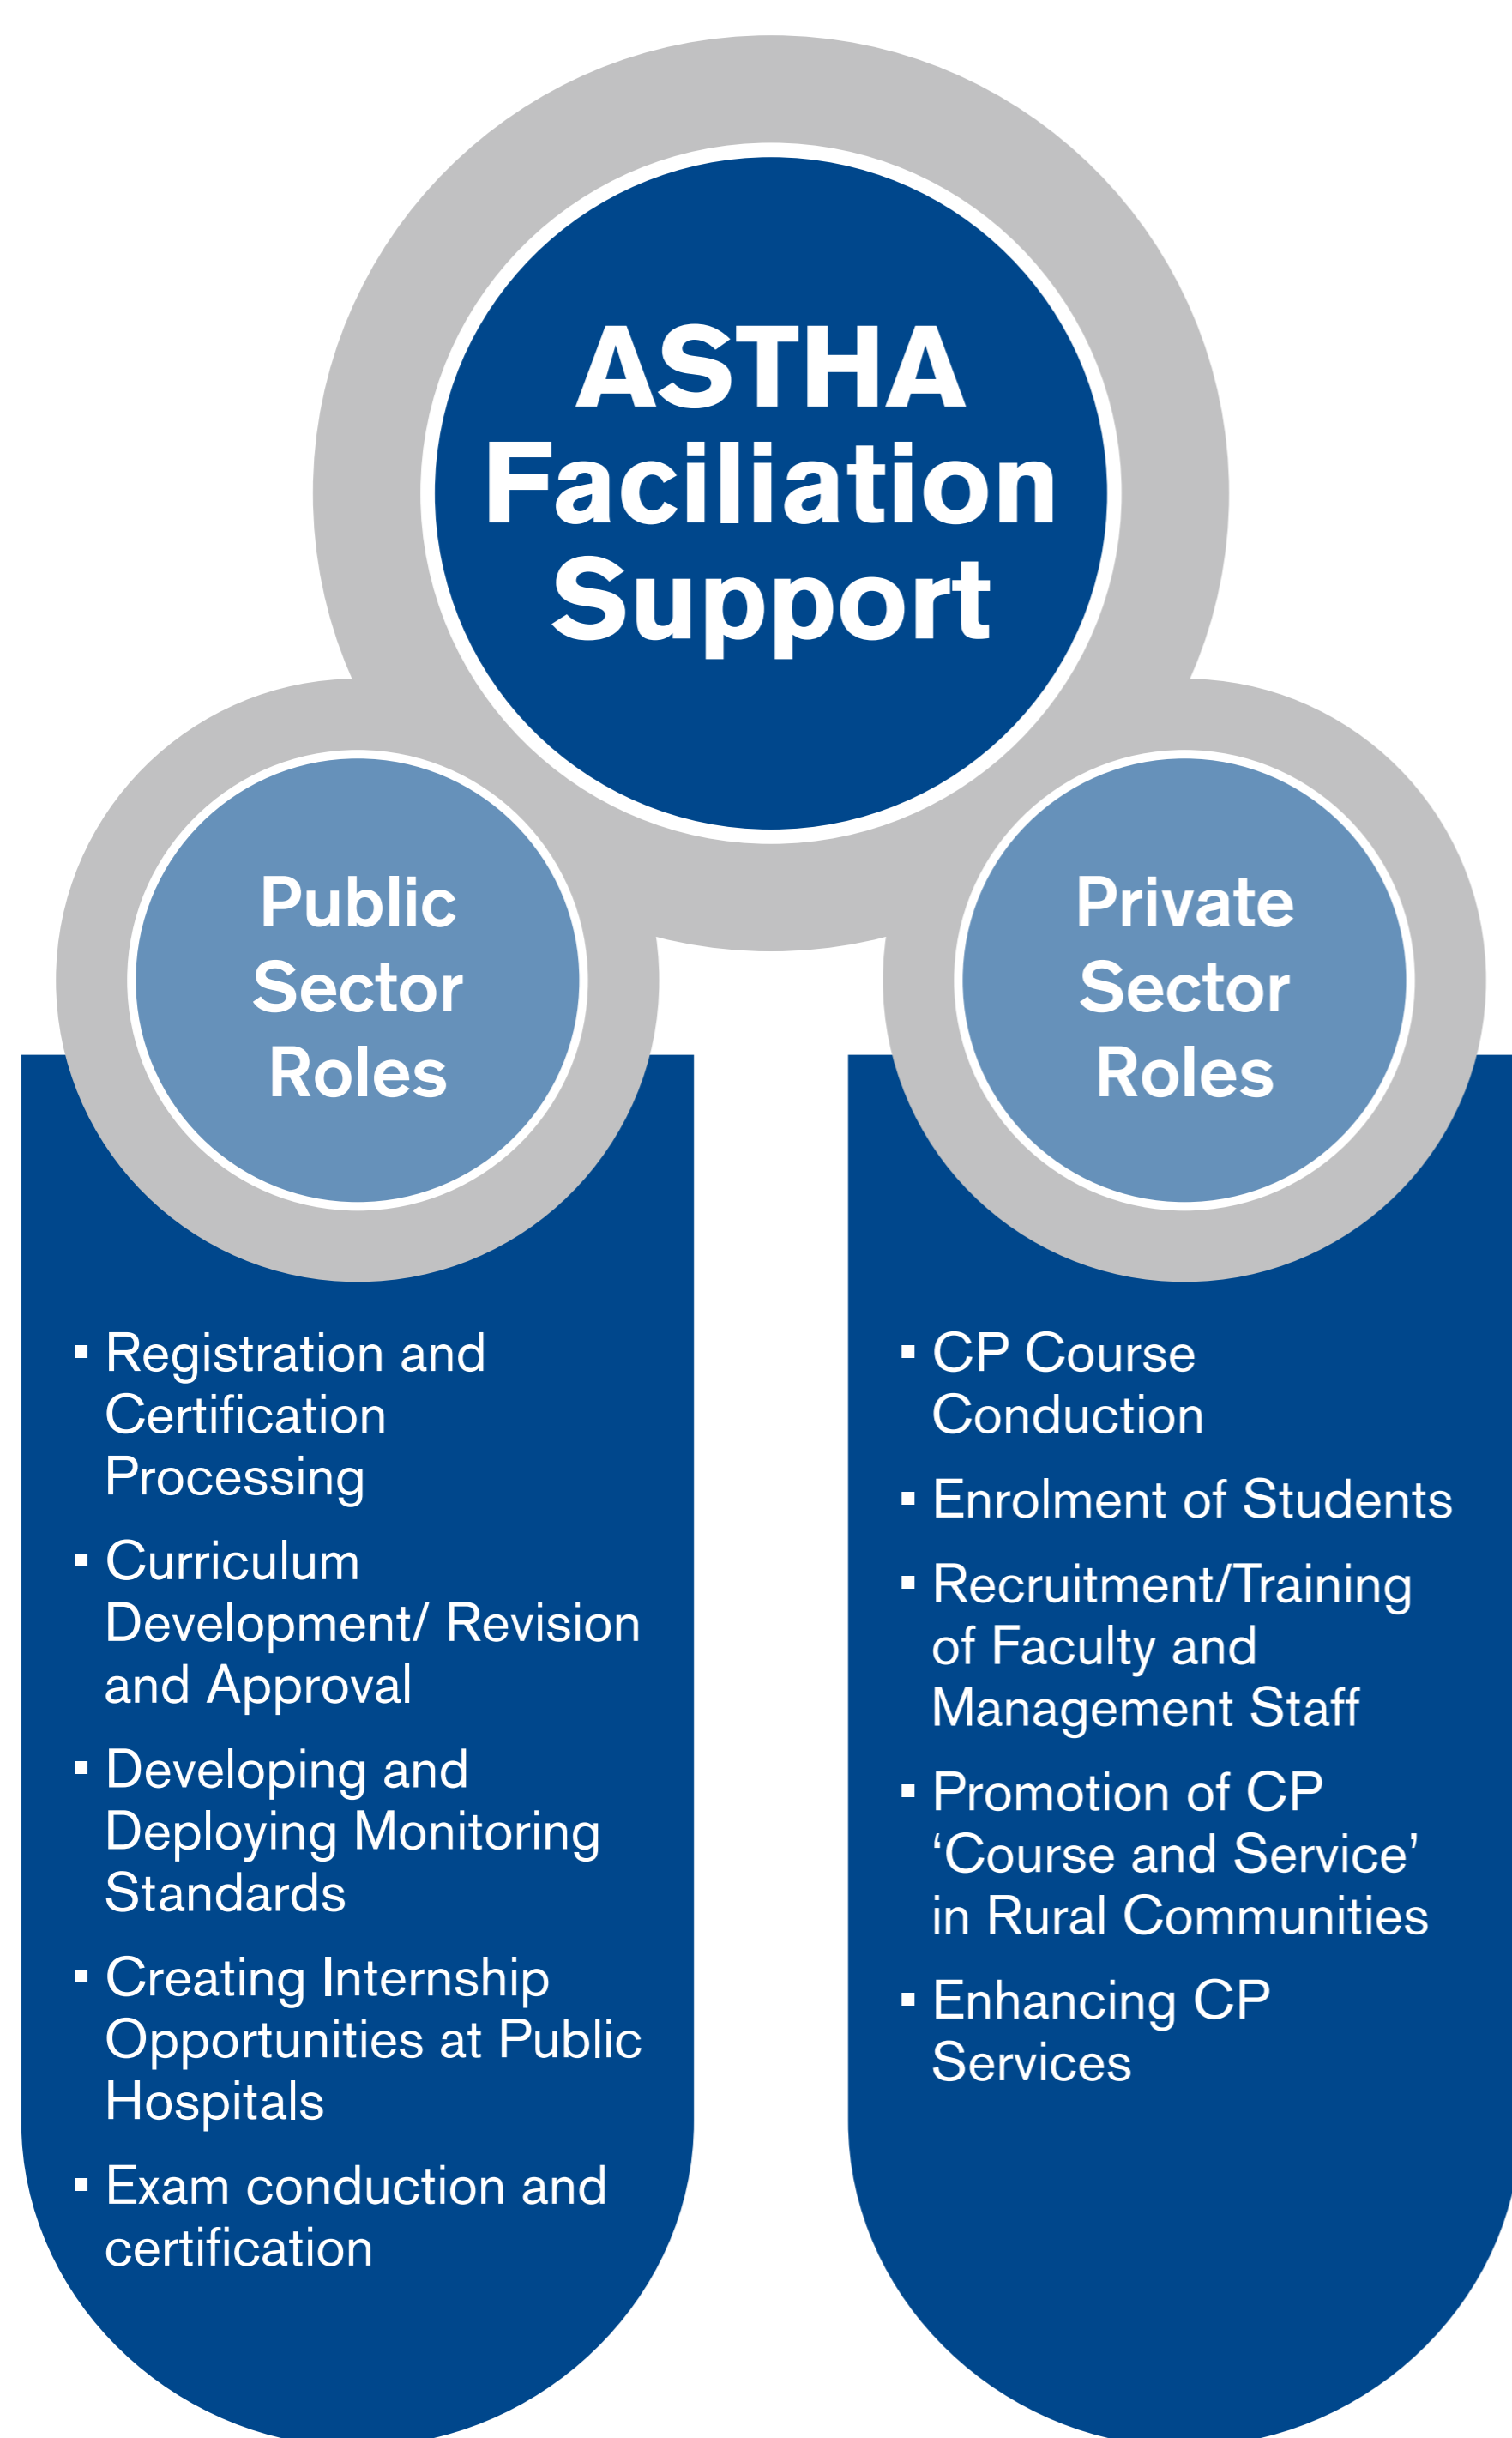 ASTHA
Faciliation
Support
Public
Sector
Roles
▪ Registration and
Certification
Processing
▪ Curriculum
Development/ Revision
and Approval
▪ Developing and
Deploying Monitoring
Standards
▪ Creating Internship
Opportunities at Public
Hospitals
▪ Exam conduction and
certification
Private
Sector
Roles
▪ CP Course
Conduction
▪ Enrolment of Students
▪ Recruitment/Training
of Faculty and
Management Staff
▪ Promotion of CP
‘Course and Service’
in Rural Communities
▪ Enhancing CP
Services